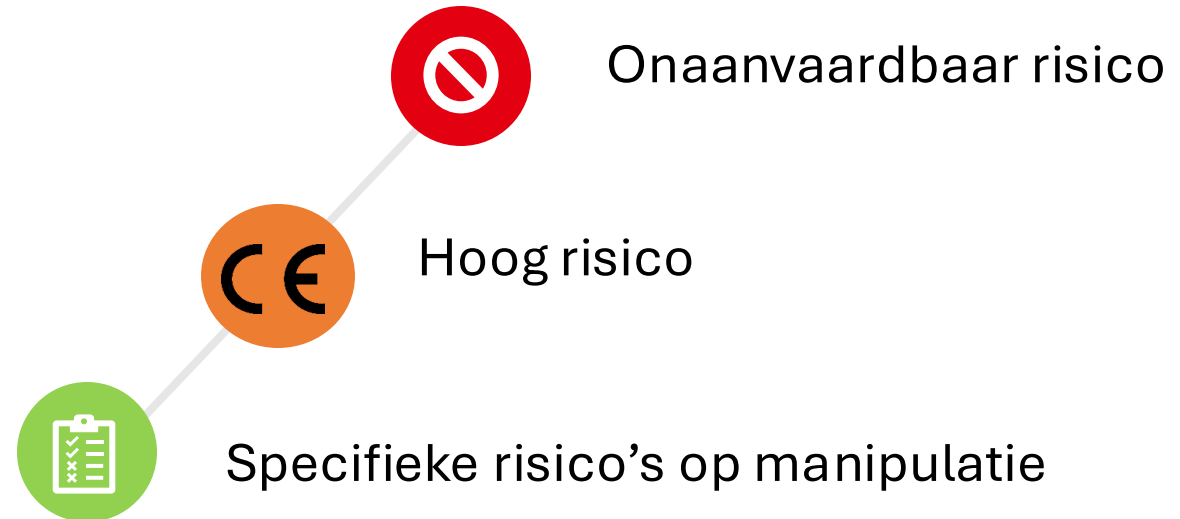 Onaanvaardbaar risico
CE
Hoog risico
Specifieke risico’s op manipulatie